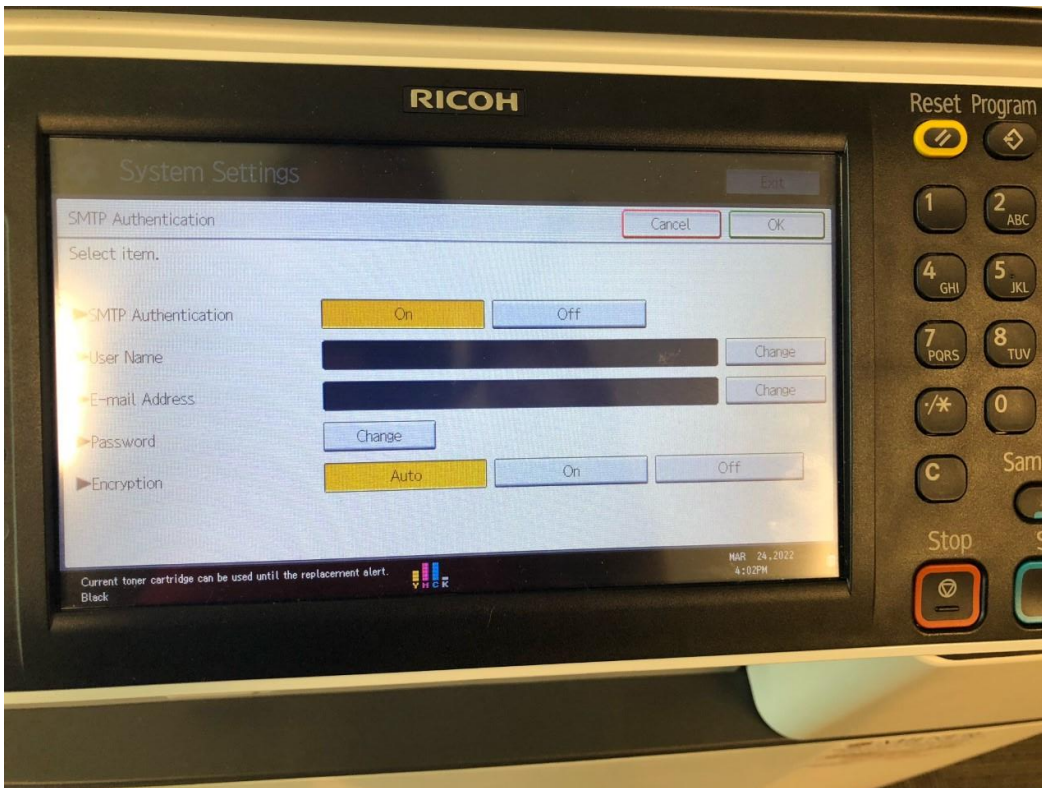 RICOH
Reset Program
System Settings
Exit
SMTP Authentication
Cancel
OK
Select item.
▶SMTP Authentication
On
Off
▶User Name
Change
▶E-mail Address
Change
▶Password
Change
▶Encryption
Auto
On
Off
Current toner cartridge can be used until the replacement alert.
Black
Y M C K
MAR 24,2022
4:02PM
1
2 ABC
4 GHI
5 JKL
7 PQRS
8 TUV
·/*
0
C
Sam
Stop
S